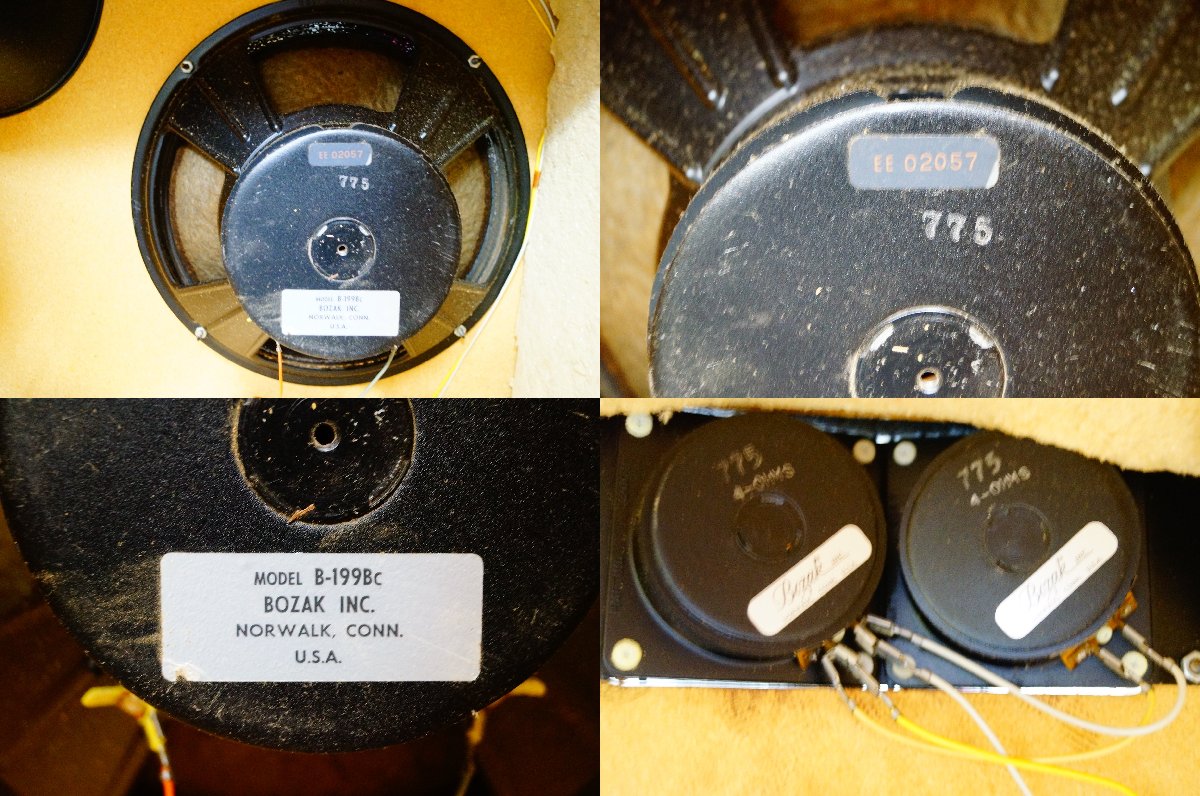 EE 02057
775
MODEL B-199Bc
BOZAK INC.
NORWALK, CONN.
U.S.A.
EE 02057
775
MODEL B-199Bc
BOZAK INC.
NORWALK, CONN.
U.S.A.
775
4-OHMS
Bozak
775
4-OHMS
Bozak